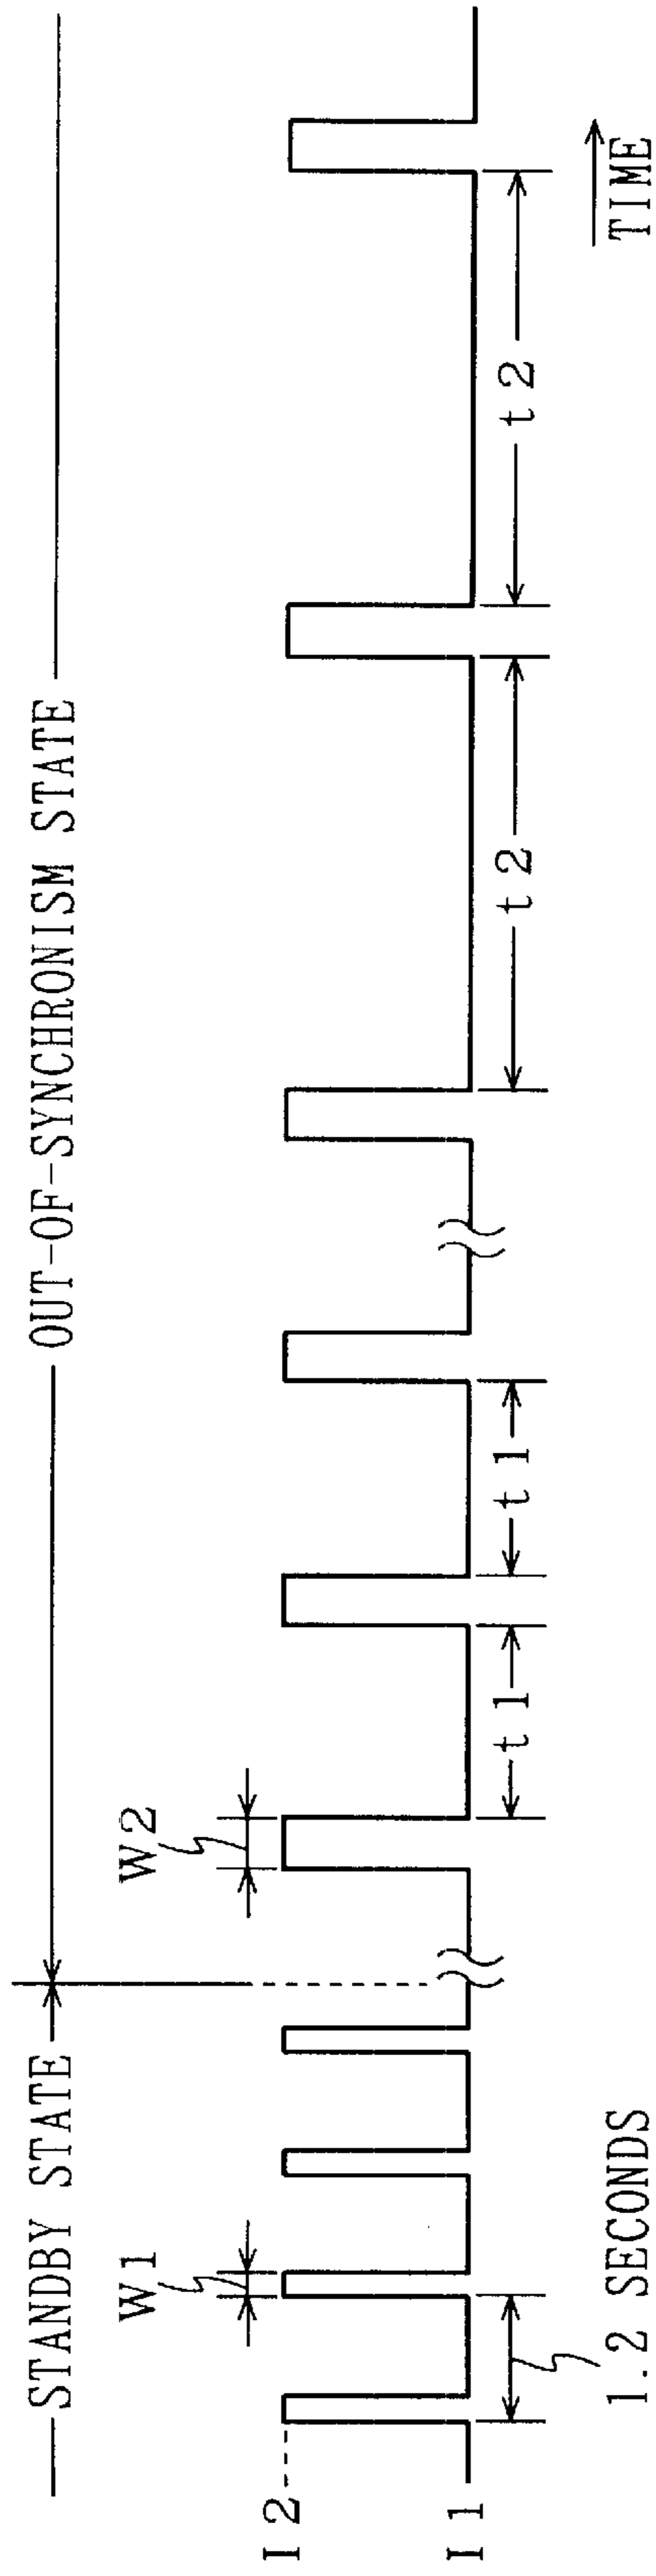 STANDBY STATE
OUT-OF-SYNCHRONISM STATE
W1
W2
I2
I1
t1
t1
t2
t2
1.2 SECONDS
TIME